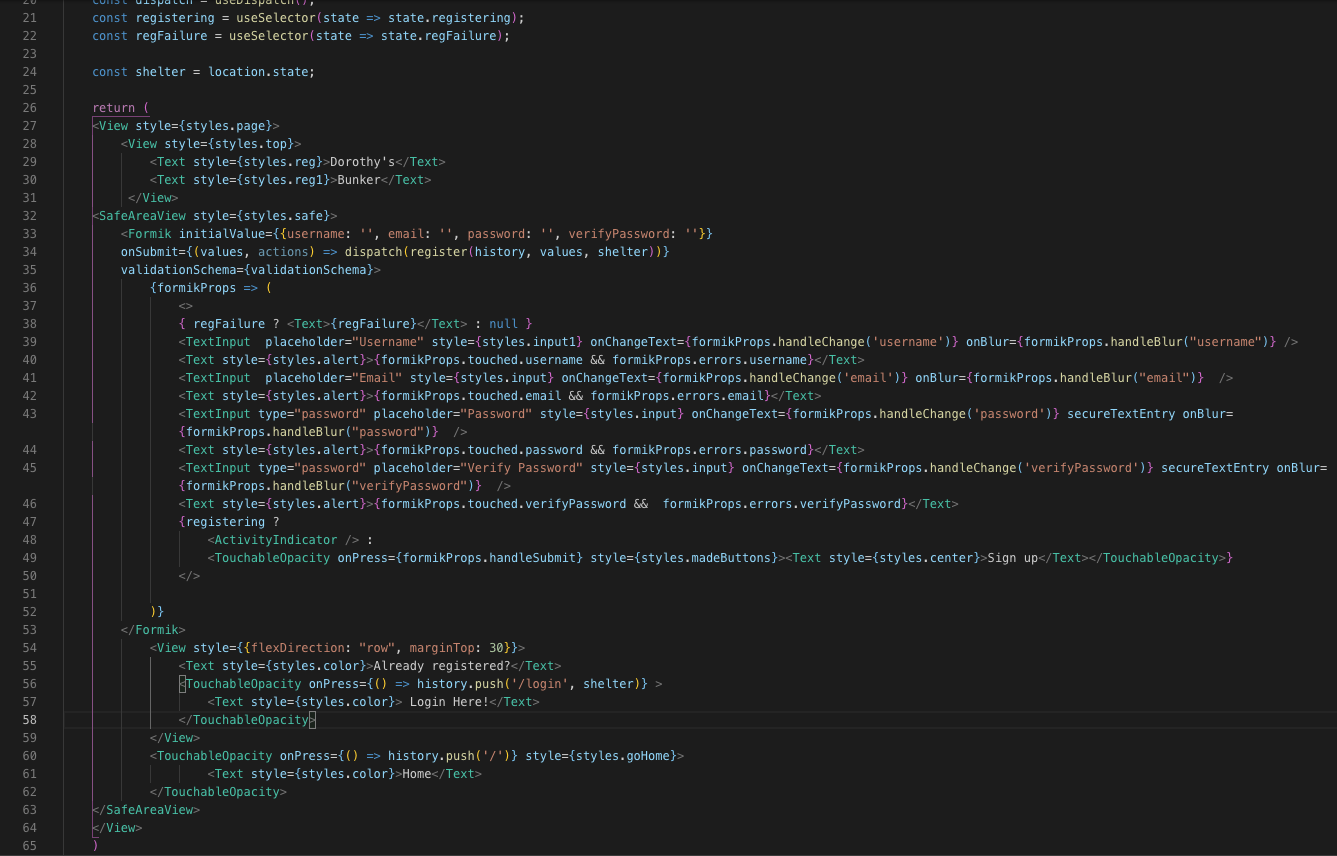 20 const dispatch = useDispatch();
21 const registering = useSelector(state => state.registering);
22 const regFailure = useSelector(state => state.regFailure);
23
24 const shelter = location.state;
25
26 return (
27 <View style={styles.page}>
28 <View style={styles.top}>
29 <Text style={styles.reg}>Dorothy's</Text>
30 <Text style={styles.reg1}>Bunker</Text>
31 </View>
32 <SafeAreaView style={styles.safe}>
33 <Formik initialValue={{username: '', email: '', password: '', verifyPassword: ''}}
34 onSubmit={(values, actions) => dispatch(register(history, values, shelter))}
35 validationSchema={validationSchema}>
36 {formikProps => (
37 <>
38 { regFailure ? <Text>{regFailure}</Text> : null }
39 <TextInput  placeholder="Username" style={styles.input1} onChangeText={formikProps.handleChange('username')} onBlur={formikProps.handleBlur("username")} />
40 <Text style={styles.alert}>{formikProps.touched.username && formikProps.errors.username}</Text>
41 <TextInput  placeholder="Email" style={styles.input} onChangeText={formikProps.handleChange('email')} onBlur={formikProps.handleBlur("email")}  />
42 <Text style={styles.alert}>{formikProps.touched.email && formikProps.errors.email}</Text>
43 <TextInput type="password" placeholder="Password" style={styles.input} onChangeText={formikProps.handleChange('password')} secureTextEntry onBlur=
{formikProps.handleBlur("password")}  />
44 <Text style={styles.alert}>{formikProps.touched.password && formikProps.errors.password}</Text>
45 <TextInput type="password" placeholder="Verify Password" style={styles.input} onChangeText={formikProps.handleChange('verifyPassword')} secureTextEntry onBlur=
{formikProps.handleBlur("verifyPassword")}  />
46 <Text style={styles.alert}>{formikProps.touched.verifyPassword &&  formikProps.errors.verifyPassword}</Text>
47 {registering ?
48 <ActivityIndicator /> :
49 <TouchableOpacity onPress={formikProps.handleSubmit} style={styles.madeButtons}><Text style={styles.center}>Sign up</Text></TouchableOpacity>}
50 </>
51
52 )}
53 </Formik>
54 <View style={{flexDirection: "row", marginTop: 30}}>
55 <Text style={styles.color}>Already registered?</Text>
56 <TouchableOpacity onPress={() => history.push('/login', shelter)} >
57 <Text style={styles.color}> Login Here!</Text>
58 </TouchableOpacity>
59 </View>
60 <TouchableOpacity onPress={() => history.push('/')} style={styles.goHome}>
61 <Text style={styles.color}>Home</Text>
62 </TouchableOpacity>
63 </SafeAreaView>
64 </View>
65 )